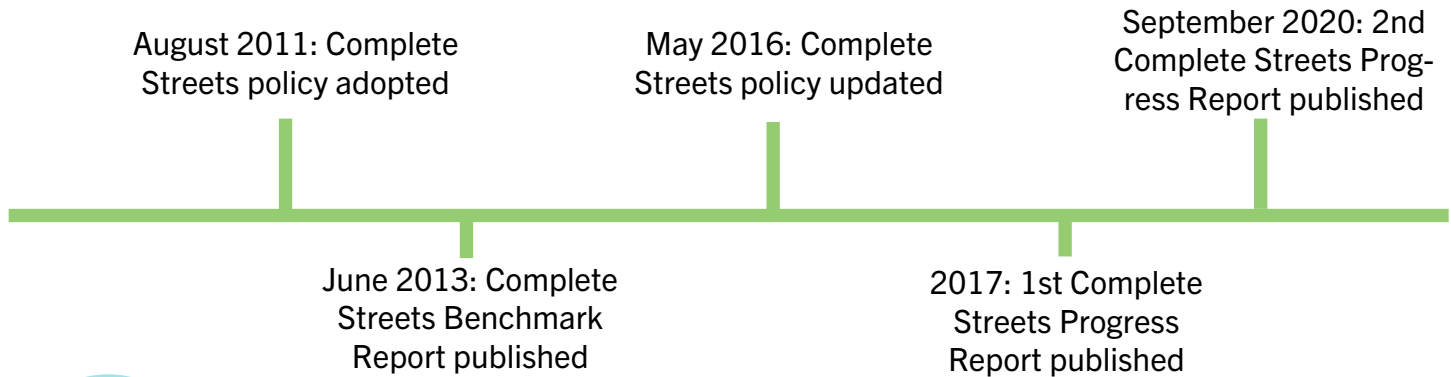 August 2011: Complete
Streets policy adopted
June 2013: Complete
Streets Benchmark
Report published
May 2016: Complete
Streets policy updated
2017: 1st Complete
Streets Progress
Report published
September 2020: 2nd
Complete Streets Prog-
ress Report published